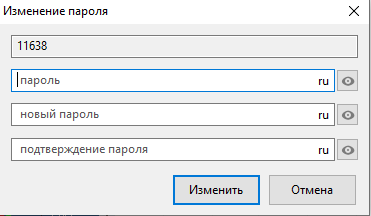 Изменение пароля
11638
пароль ru
новый пароль ru
подтверждение пароля ru
Изменить Отмена